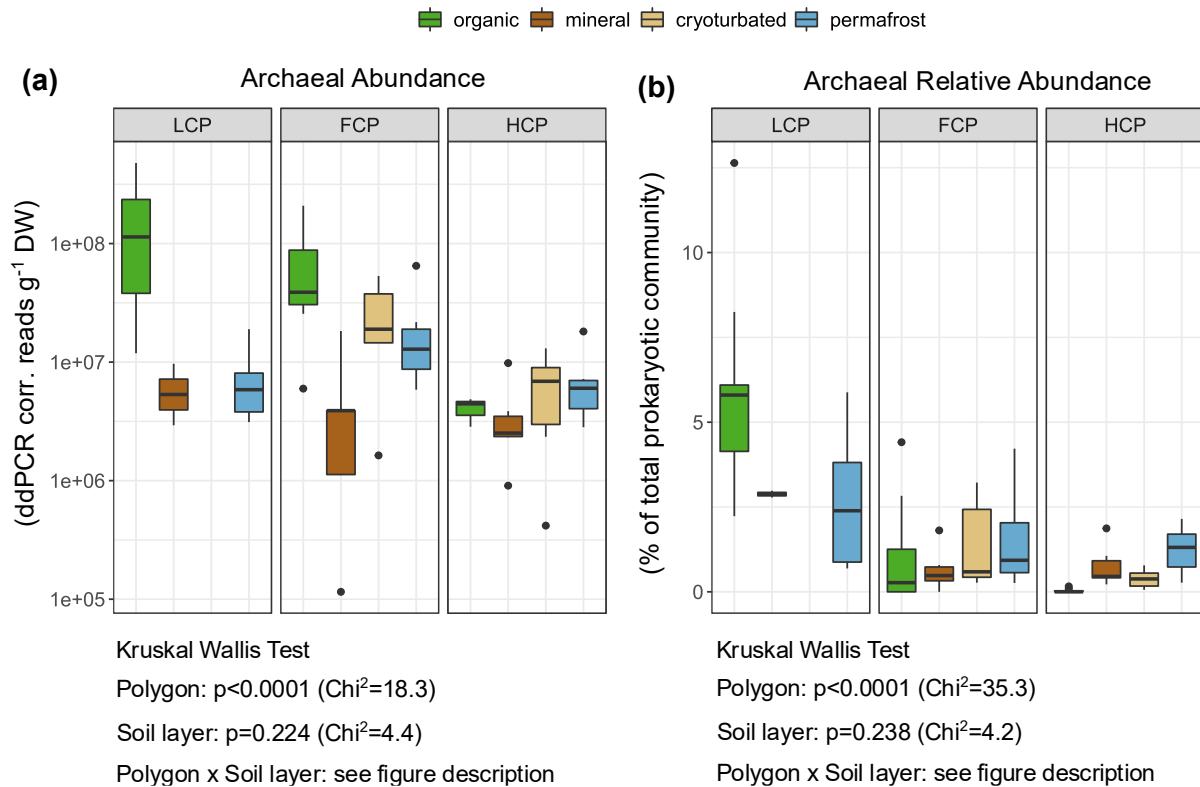 organic mineral cryoturbated permafrost
(a) Archaeal Abundance
LCP FCP HCP
(ddPCR corr. reads g⁻¹ DW)
1e+08
1e+07
1e+06
1e+05
Kruskal Wallis Test
Polygon: p<0.0001 (Chi²=18.3)
Soil layer: p=0.224 (Chi²=4.4)
Polygon x Soil layer: see figure description
(b) Archaeal Relative Abundance
LCP FCP HCP
(% of total prokaryotic community)
10
5
0
Kruskal Wallis Test
Polygon: p<0.0001 (Chi²=35.3)
Soil layer: p=0.238 (Chi²=4.2)
Polygon x Soil layer: see figure description